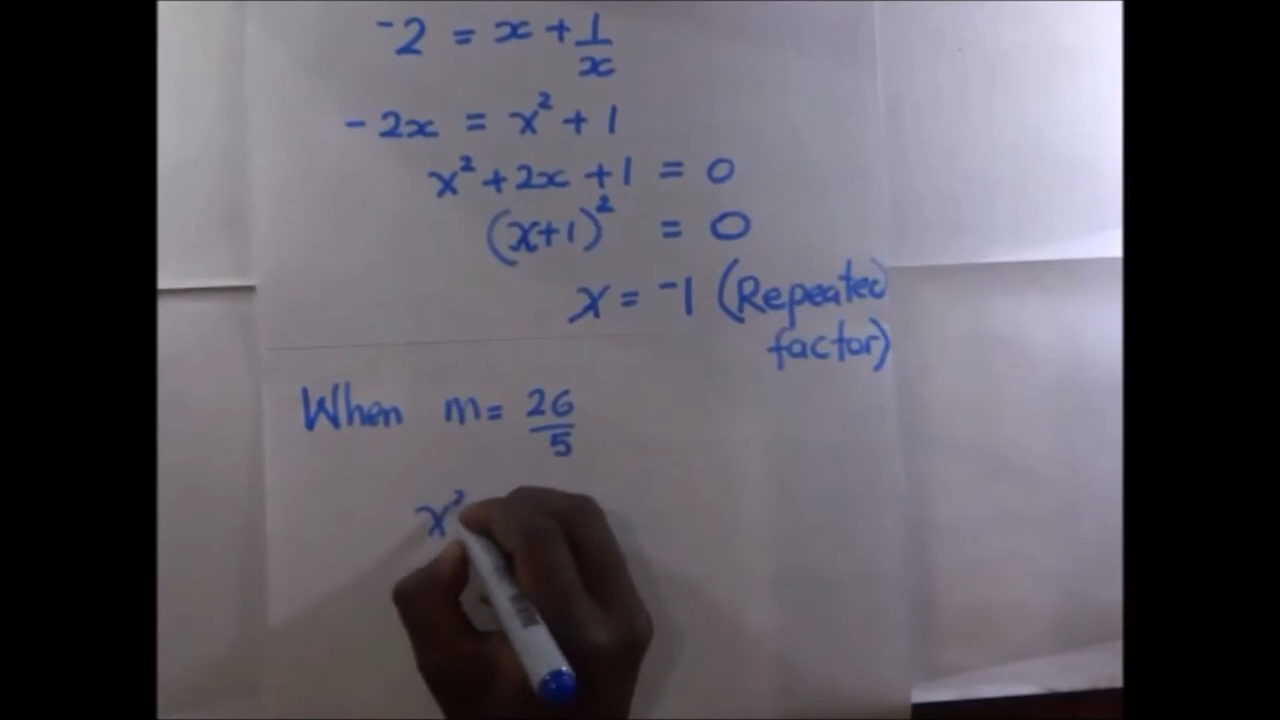 -2 = x + 1/x
-2x = x² + 1
x² + 2x + 1 = 0
(x+1)² = 0
x = -1 (Repeated
factor)
When m = 26/5
x²